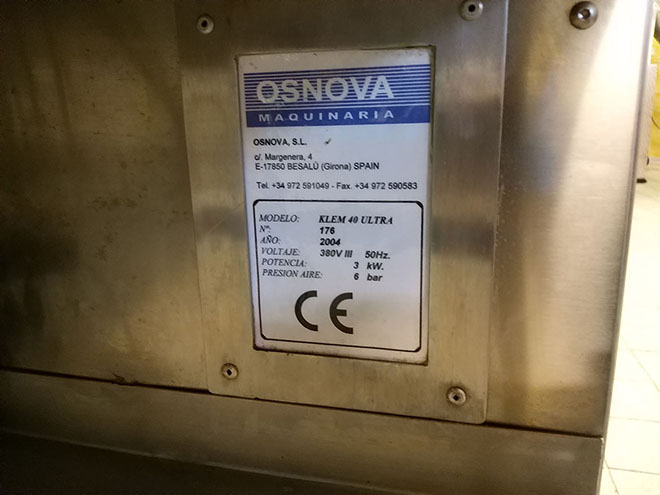 OSNOVA
MAQUINARIA
OSNOVA, S.L.
c/. Margenera, 4
E-17850 BESALÚ (Girona) SPAIN
Tel. +34 972 591049 - Fax. +34 972 590583
MODELO: KLEM 40 ULTRA
Nº: 176
AÑO: 2004
VOLTAJE: 380V III 50Hz.
POTENCIA: 3 kW.
PRESION AIRE: 6 bar
CE